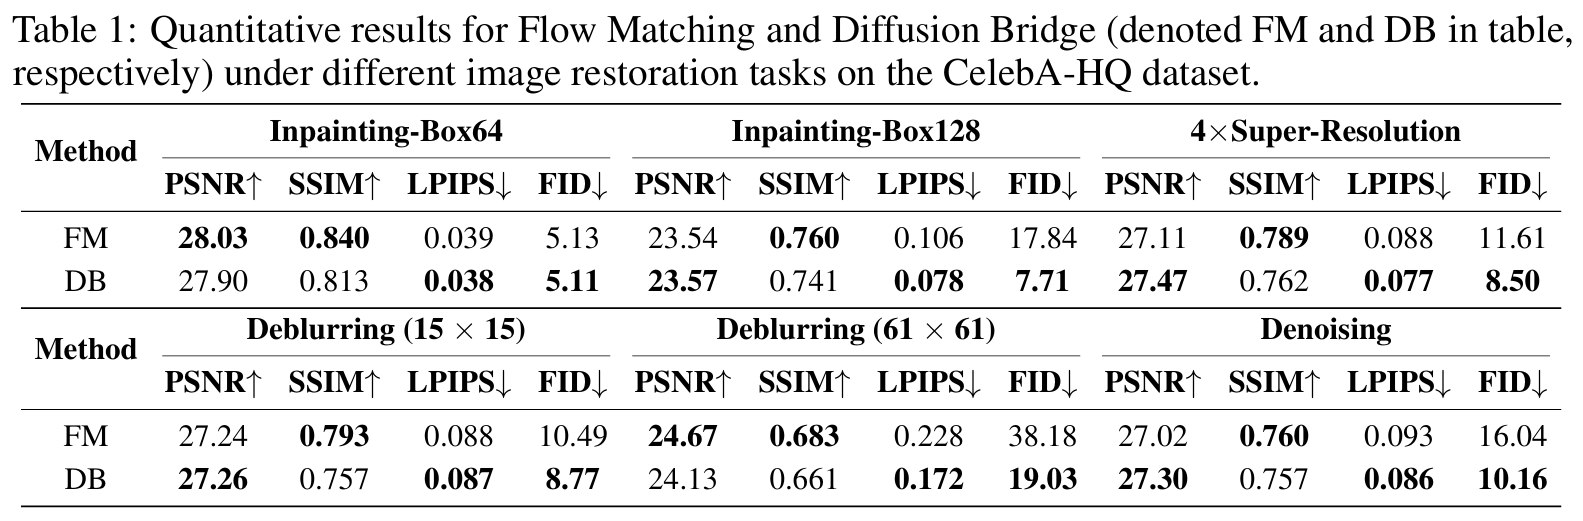 Table 1: Quantitative results for Flow Matching and Diffusion Bridge (denoted FM and DB in table,
respectively) under different image restoration tasks on the CelebA-HQ dataset.
Method Inpainting-Box64 Inpainting-Box128 4×Super-Resolution
PSNR↑ SSIM↑ LPIPS↓ FID↓ PSNR↑ SSIM↑ LPIPS↓ FID↓ PSNR↑ SSIM↑ LPIPS↓ FID↓
FM 28.03 0.840 0.039 5.13 23.54 0.760 0.106 17.84 27.11 0.789 0.088 11.61
DB 27.90 0.813 0.038 5.11 23.57 0.741 0.078 7.71 27.47 0.762 0.077 8.50
Method Deblurring (15 × 15) Deblurring (61 × 61) Denoising
PSNR↑ SSIM↑ LPIPS↓ FID↓ PSNR↑ SSIM↑ LPIPS↓ FID↓ PSNR↑ SSIM↑ LPIPS↓ FID↓
FM 27.24 0.793 0.088 10.49 24.67 0.683 0.228 38.18 27.02 0.760 0.093 16.04
DB 27.26 0.757 0.087 8.77 24.13 0.661 0.172 19.03 27.30 0.757 0.086 10.16